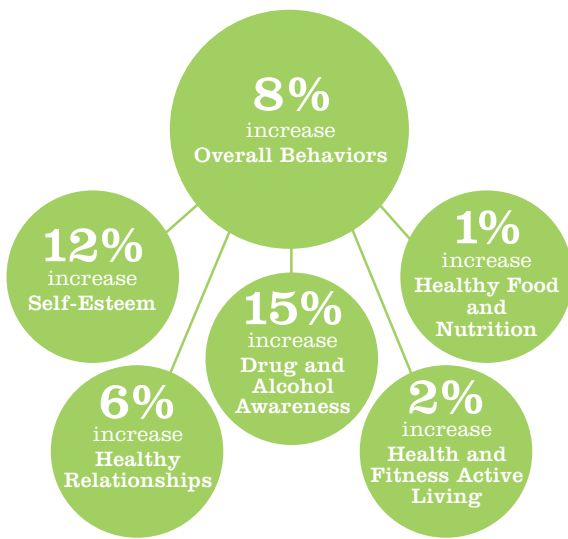 8%
increase
Overall Behaviors
12%
increase
Self-Esteem
6%
increase
Healthy
Relationships
15%
increase
Drug and
Alcohol
Awareness
2%
increase
Health and
Fitness Active
Living
1%
increase
Healthy Food
and
Nutrition